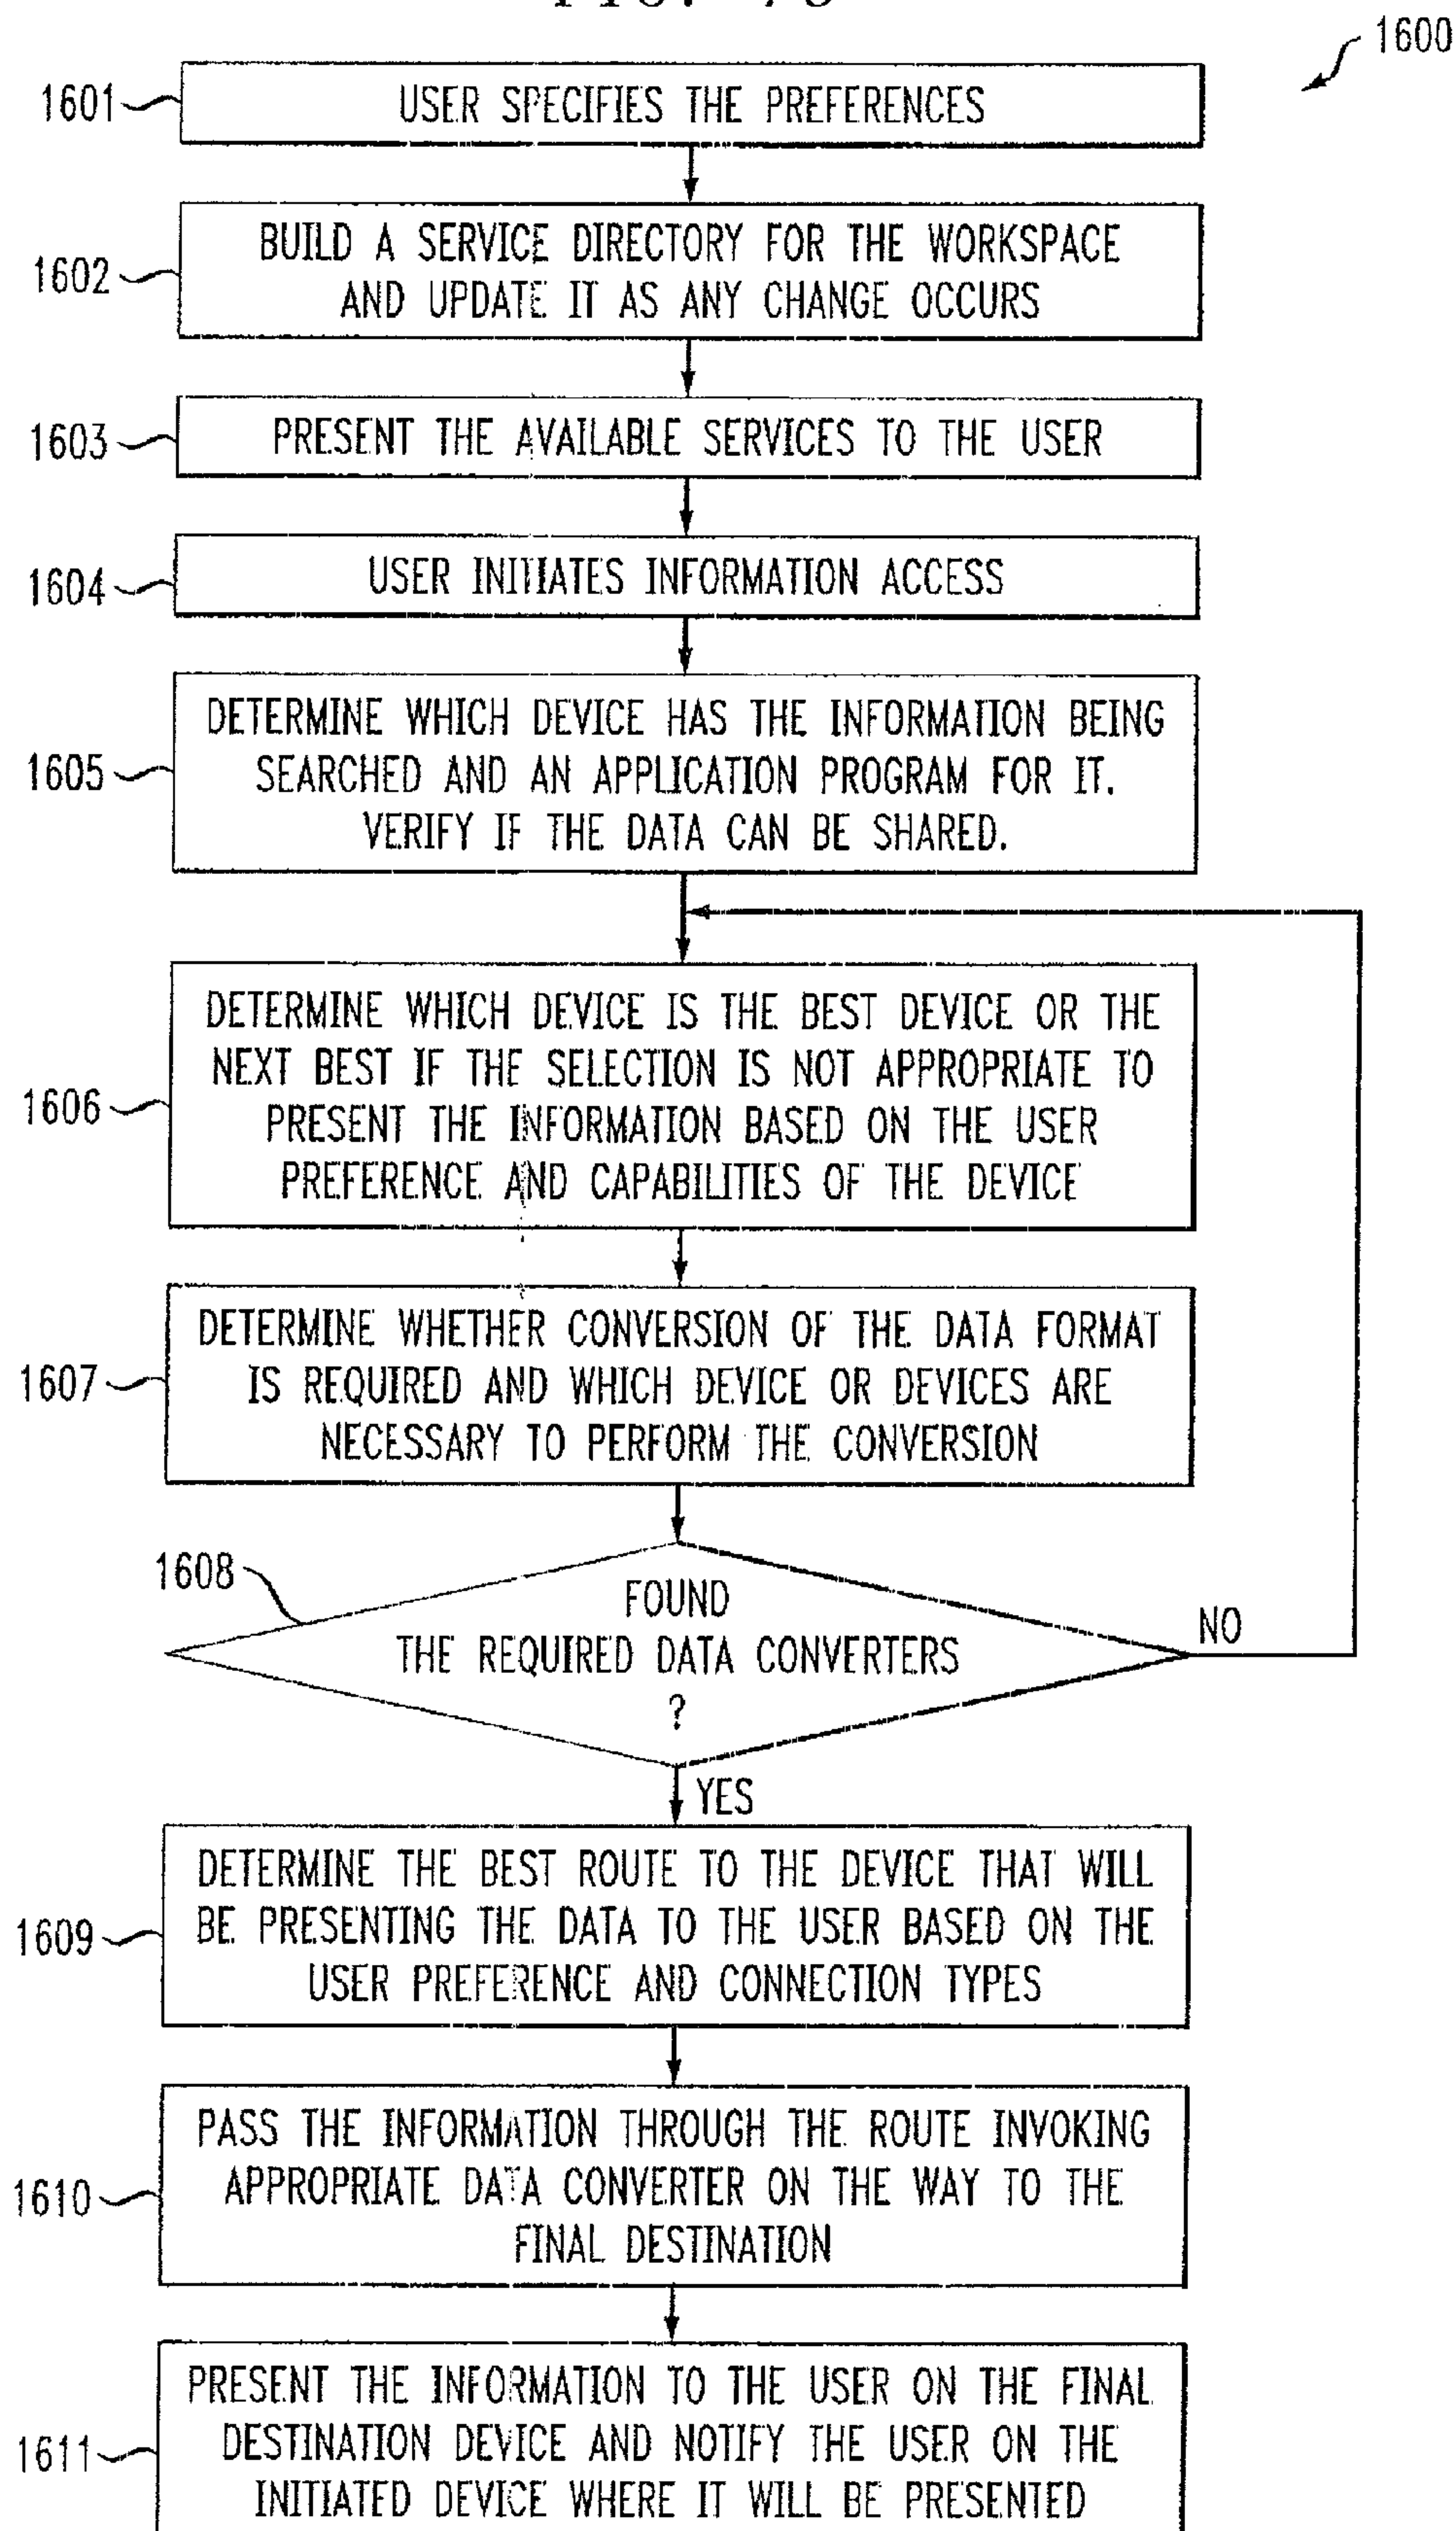 1600
1601
USER SPECIFIES THE PREFERENCES
1602
BUILD A SERVICE DIRECTORY FOR THE WORKSPACE
AND UPDATE IT AS ANY CHANGE OCCURS
1603
PRESENT THE AVAILABLE SERVICES TO THE USER
1604
USER INITIATES INFORMATION ACCESS
1605
DETERMINE WHICH DEVICE HAS THE INFORMATION BEING
SEARCHED AND AN APPLICATION PROGRAM FOR IT.
VERIFY IF THE DATA CAN BE SHARED.
1606
DETERMINE WHICH DEVICE IS THE BEST DEVICE OR THE
NEXT BEST IF THE SELECTION IS NOT APPROPRIATE TO
PRESENT THE INFORMATION BASED ON THE USER
PREFERENCE AND CAPABILITIES OF THE DEVICE
1607
DETERMINE WHETHER CONVERSION OF THE DATA FORMAT
IS REQUIRED AND WHICH DEVICE OR DEVICES ARE
NECESSARY TO PERFORM THE CONVERSION
1608
FOUND
THE REQUIRED DATA CONVERTERS
?
NO
YES
1609
DETERMINE THE BEST ROUTE TO THE DEVICE THAT WILL
BE PRESENTING THE DATA TO THE USER BASED ON THE
USER PREFERENCE AND CONNECTION TYPES
1610
PASS THE INFORMATION THROUGH THE ROUTE INVOKING
APPROPRIATE DATA CONVERTER ON THE WAY TO THE
FINAL DESTINATION
1611
PRESENT THE INFORMATION TO THE USER ON THE FINAL
DESTINATION DEVICE AND NOTIFY THE USER ON THE
INITIATED DEVICE WHERE IT WILL BE PRESENTED